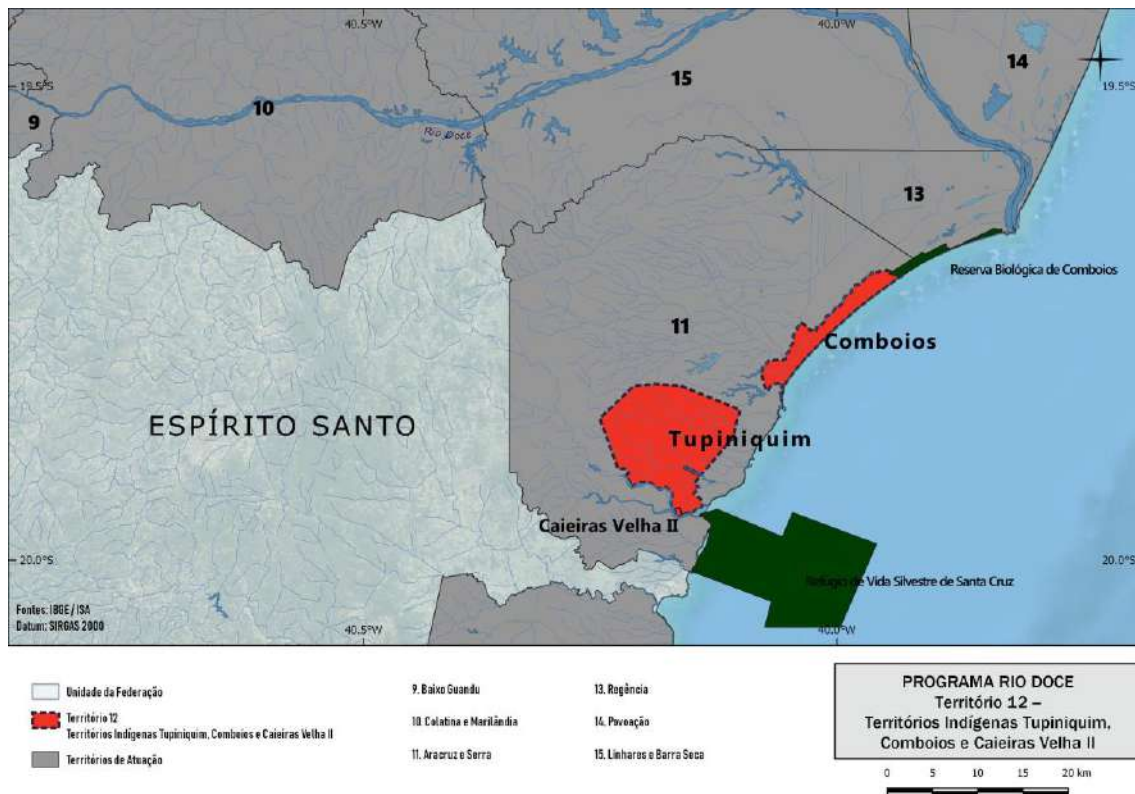 40.5°W
40.0°W
14
15
19.5°S
19.5°S
10
9
Rio Doce
13
Reserva Biológica de Comboios
11
Comboios
ESPÍRITO SANTO
Tupiniquim
Caieiras Velha II
20.0°S
20.0°S
Refúgio de Vida Silvestre de Santa Cruz
Fontes: IBGE / ISA
Datum: SIRGAS 2000
40.5°W
40.0°W
Unidade da Federação
Território 12
Territórios Indígenas Tupiniquim, Comboios e Caieiras Velha II
Territórios de Atuação
9. Baixo Guandu
10. Colatina e Marilândia
11. Aracruz e Serra
13. Regência
14. Povoação
15. Linhares e Barra Seca
PROGRAMA RIO DOCE
Território 12 –
Territórios Indígenas Tupiniquim,
Comboios e Caieiras Velha II
0 5 10 15 20 km